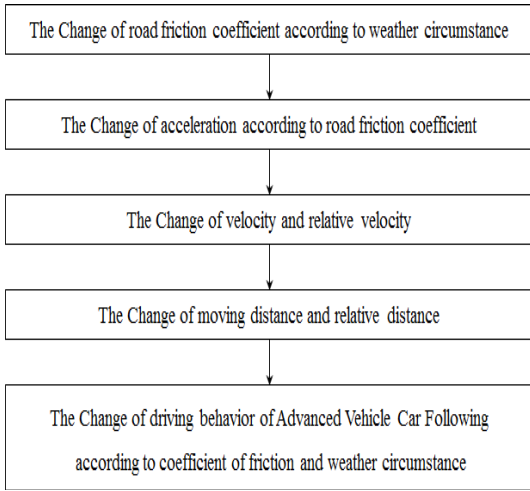 The Change of road friction coefficient according to weather circumstance
The Change of acceleration according to road friction coefficient
The Change of velocity and relative velocity
The Change of moving distance and relative distance
The Change of driving behavior of Advanced Vehicle Car Following
according to coefficient of friction and weather circumstance